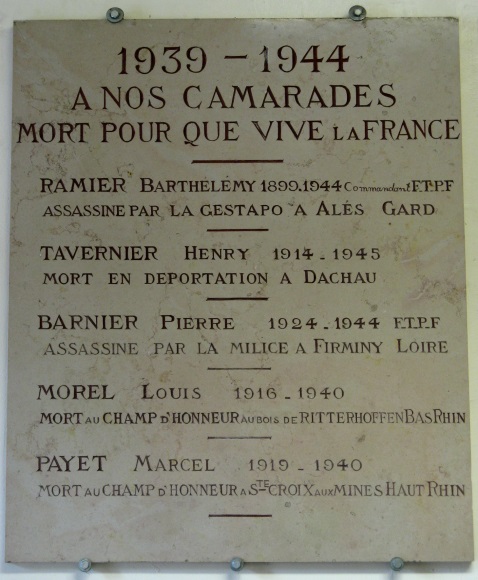 1939 - 1944
A NOS CAMARADES
MORT POUR QUE VIVE LA FRANCE
RAMIER BARTHÉLÉMY 1899.1944 Commandant F.T.P.F
ASSASSINE PAR LA GESTAPO A ALÉS GARD
TAVERNIER HENRY 1914 - 1945
MORT EN DEPORTATION A DACHAU
BARNIER PIERRE 1924 - 1944 F.T.P.F
ASSASSINE PAR LA MILICE A FIRMINY LOIRE
MOREL LOUIS 1916 - 1940
MORT AU CHAMP D'HONNEUR AU BOIS DE RITTERHOFFEN BAS RHIN
PAYET MARCEL 1919 - 1940
MORT AU CHAMP D'HONNEUR A STE CROIX AUX MINES HAUT RHIN